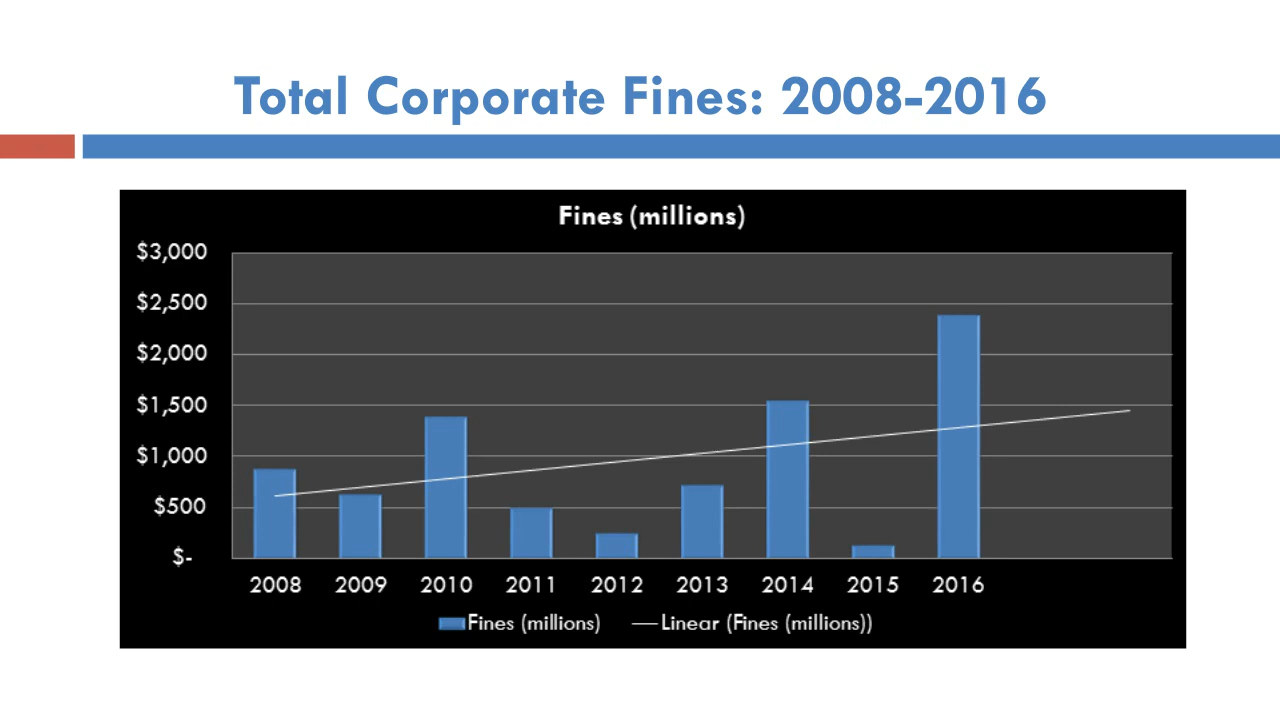 Total Corporate Fines: 2008-2016
Fines (millions)
$3,000
$2,500
$2,000
$1,500
$1,000
$500
$-
2008 2009 2010 2011 2012 2013 2014 2015 2016
Fines (millions) Linear (Fines (millions))